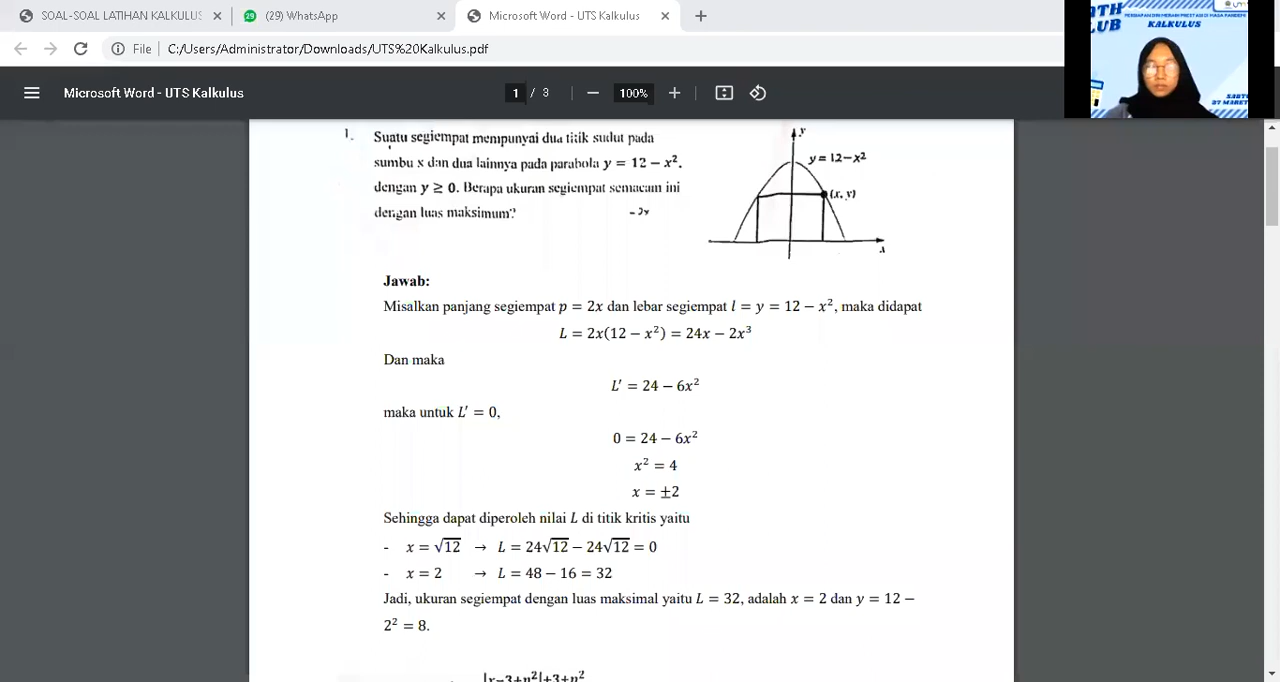 SOAL-SOAL LATIHAN KALKULUS
(29) WhatsApp
Microsoft Word - UTS Kalkulus
File
C:/Users/Administrator/Downloads/UTS%20Kalkulus.pdf
Microsoft Word - UTS Kalkulus
1 / 3
100%
KALKULUS
27 MARET
1. Suatu segiempat mempunyai dua titik sudut pada
sumbu x dan dua lainnya pada parabola y = 12 − x².
dengan y ≥ 0. Berapa ukuran segiempat semacam ini
dengan luas maksimum?
- 2x
y
y = 12−x²
(x, y)
Jawab:
Misalkan panjang segiempat p = 2x dan lebar segiempat l = y = 12 − x², maka didapat
L = 2x(12 − x²) = 24x − 2x³
Dan maka
L′ = 24 − 6x²
maka untuk L′ = 0,
0 = 24 − 6x²
x² = 4
x = ±2
Sehingga dapat diperoleh nilai L di titik kritis yaitu
- x = √12 → L = 24√12 − 24√12 = 0
- x = 2 → L = 48 − 16 = 32
Jadi, ukuran segiempat dengan luas maksimal yaitu L = 32, adalah x = 2 dan y = 12 −
2² = 8.